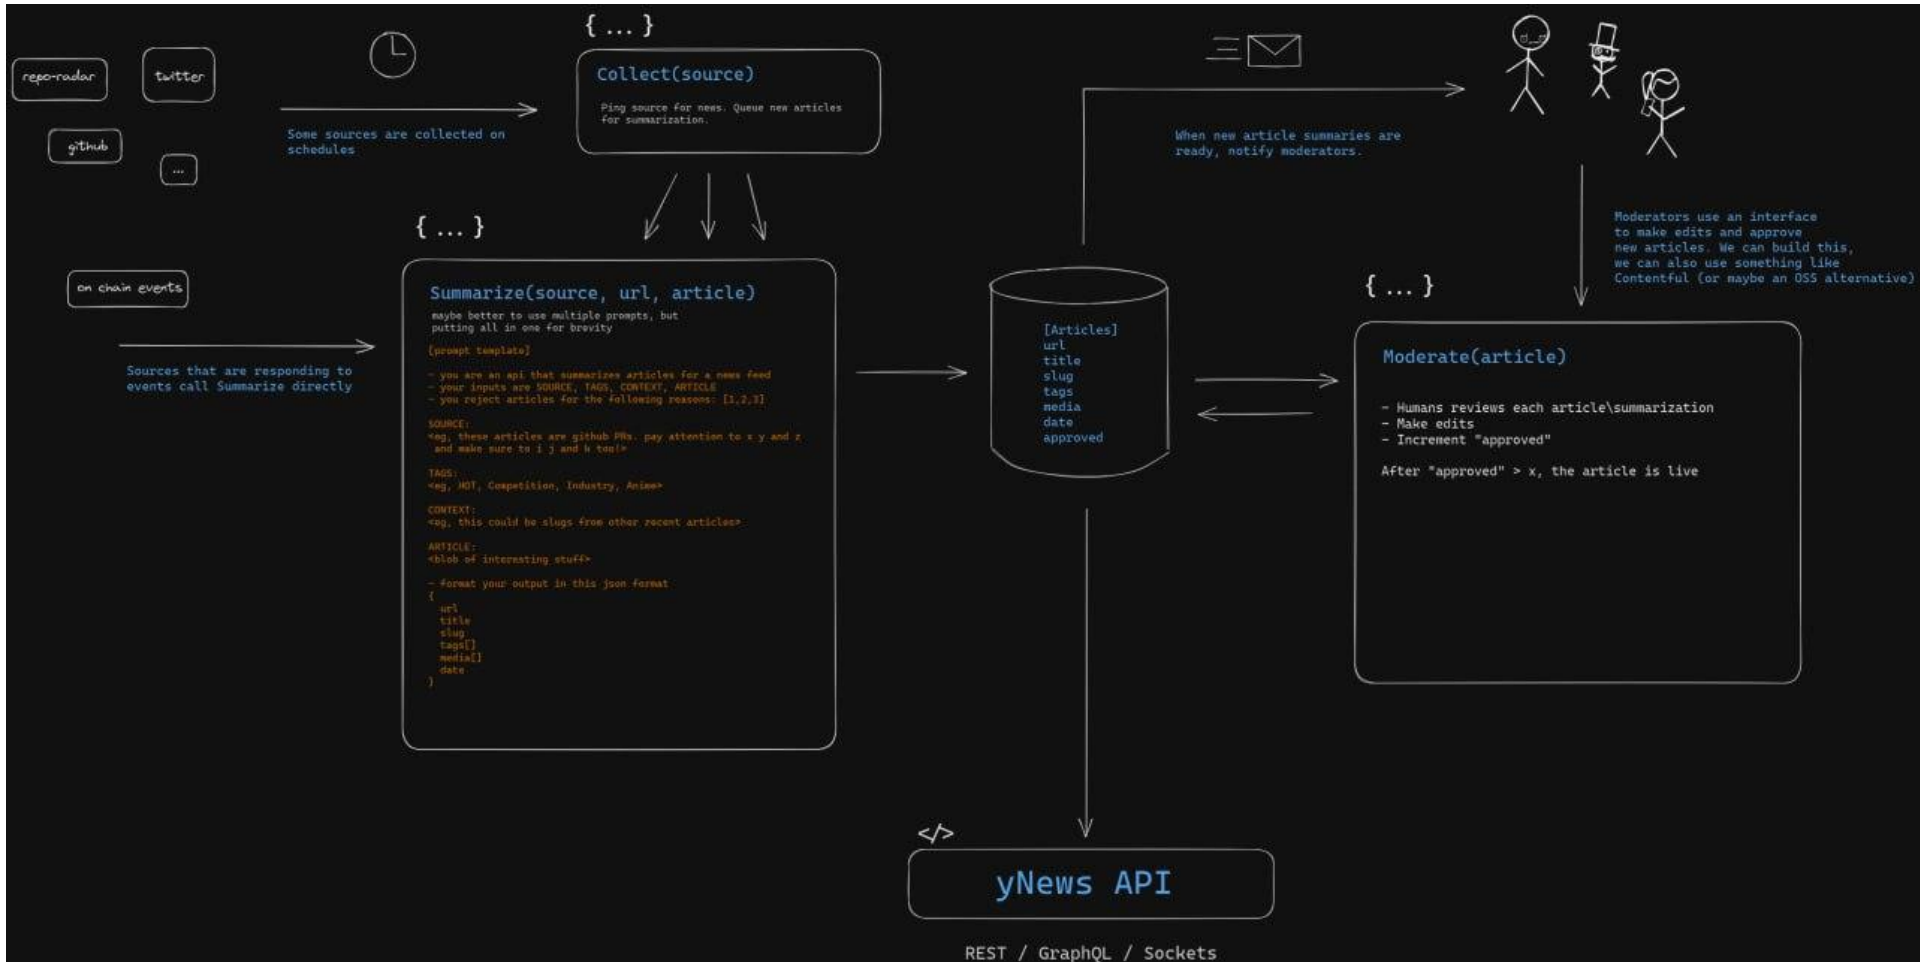 repo-radar
twitter
github
...
Some sources are collected on
schedules
{ ... }
Collect(source)
Ping source for news. Queue new articles
for summarization.
on chain events
Sources that are responding to
events call Summarize directly
{ ... }
Summarize(source, url, article)
maybe better to use multiple prompts, but
putting all in one for brevity
[prompt template]
- you are an api that summarizes articles for a news feed
- your inputs are SOURCE, TAGS, CONTEXT, ARTICLE
- you reject articles for the following reasons: [1,2,3]
SOURCE:
<eg, these articles are github PRs. pay attention to x y and z
and make sure to i j and k too!>
TAGS:
<eg, HOT, Competition, Industry, Anime>
CONTEXT:
<eg, this could be slugs from other recent articles>
ARTICLE:
<blob of interesting stuff>
- format your output in this json format
{
url
title
slug
tags[]
media[]
date
}
[Articles]
url
title
slug
tags
media
date
approved
When new article summaries are
ready, notify moderators.
Moderators use an interface
to make edits and approve
new articles. We can build this,
we can also use something like
Contentful (or maybe an OSS alternative)
{ ... }
Moderate(article)
- Humans reviews each article\summarization
- Make edits
- Increment "approved"
After "approved" > x, the article is live
</>
yNews API
REST / GraphQL / Sockets